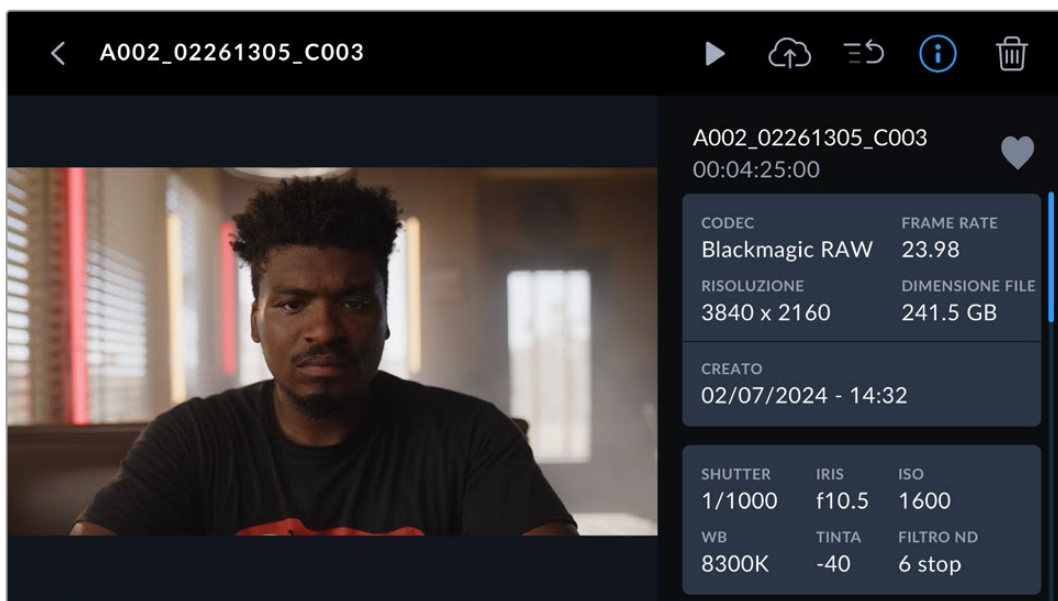 A002_02261305_C003
A002_02261305_C003
00:04:25:00
CODEC FRAME RATE
Blackmagic RAW 23.98
RISOLUZIONE DIMENSIONE FILE
3840 x 2160 241.5 GB
CREATO
02/07/2024 - 14:32
SHUTTER IRIS ISO
1/1000 f10.5 1600
WB TINTA FILTRO ND
8300K -40 6 stop